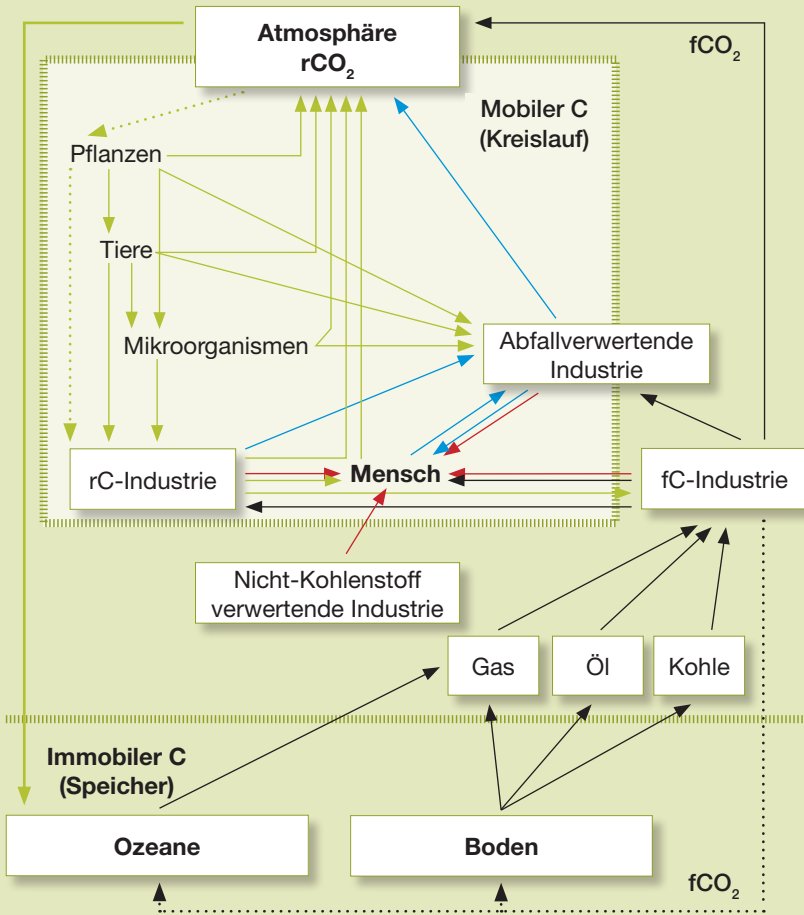 Atmosphäre
rCO₂
fCO₂
Mobiler C
(Kreislauf)
Pflanzen
Tiere
Mikroorganismen
Abfallverwertende
Industrie
rC-Industrie
Mensch
fC-Industrie
Nicht-Kohlenstoff
verwertende Industrie
Gas
Öl
Kohle
Immobiler C
(Speicher)
Ozeane
Boden
fCO₂